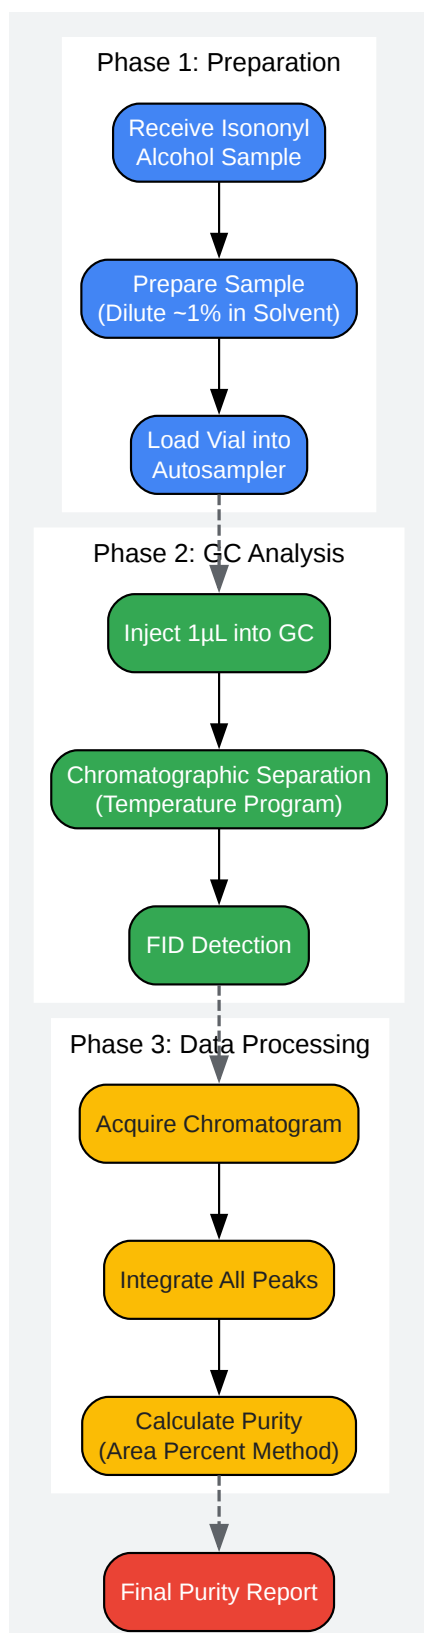 Phase 1: Preparation
Receive Isononyl
Alcohol Sample
Prepare Sample
(Dilute ~1% in Solvent)
Load Vial into
Autosampler
Phase 2: GC Analysis
Inject 1µL into GC
Chromatographic Separation
(Temperature Program)
FID Detection
Phase 3: Data Processing
Acquire Chromatogram
Integrate All Peaks
Calculate Purity
(Area Percent Method)
Final Purity Report